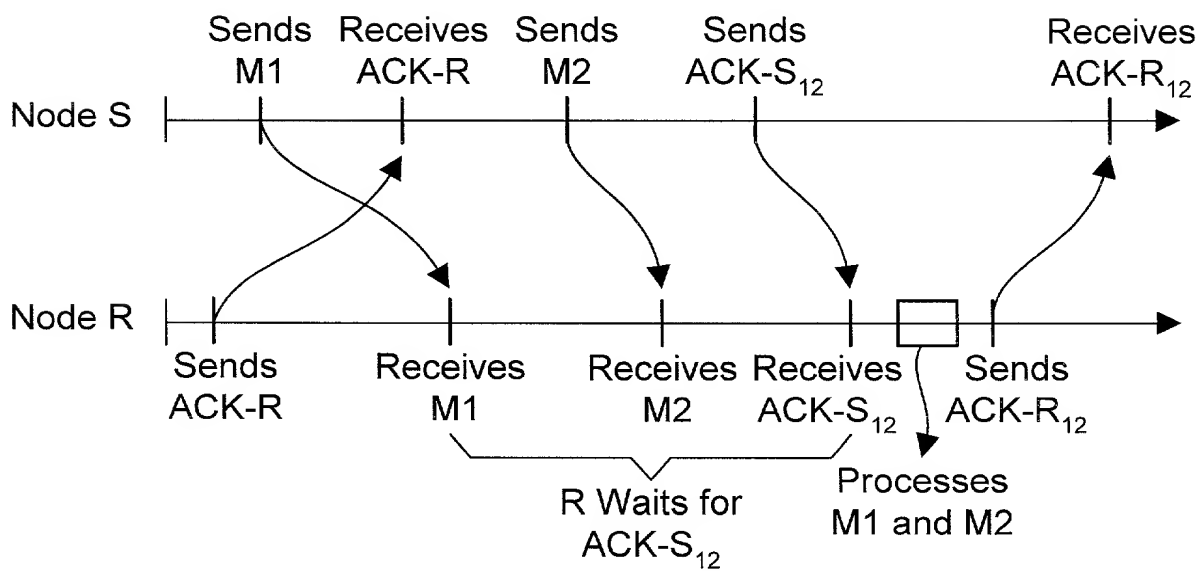 Sends
M1
Receives
ACK-R
Sends
M2
Sends
ACK-S₁₂
Receives
ACK-R₁₂
Node S
Node R
Sends
ACK-R
Receives
M1
Receives
M2
Receives
ACK-S₁₂
Sends
ACK-R₁₂
R Waits for
ACK-S₁₂
Processes
M1 and M2